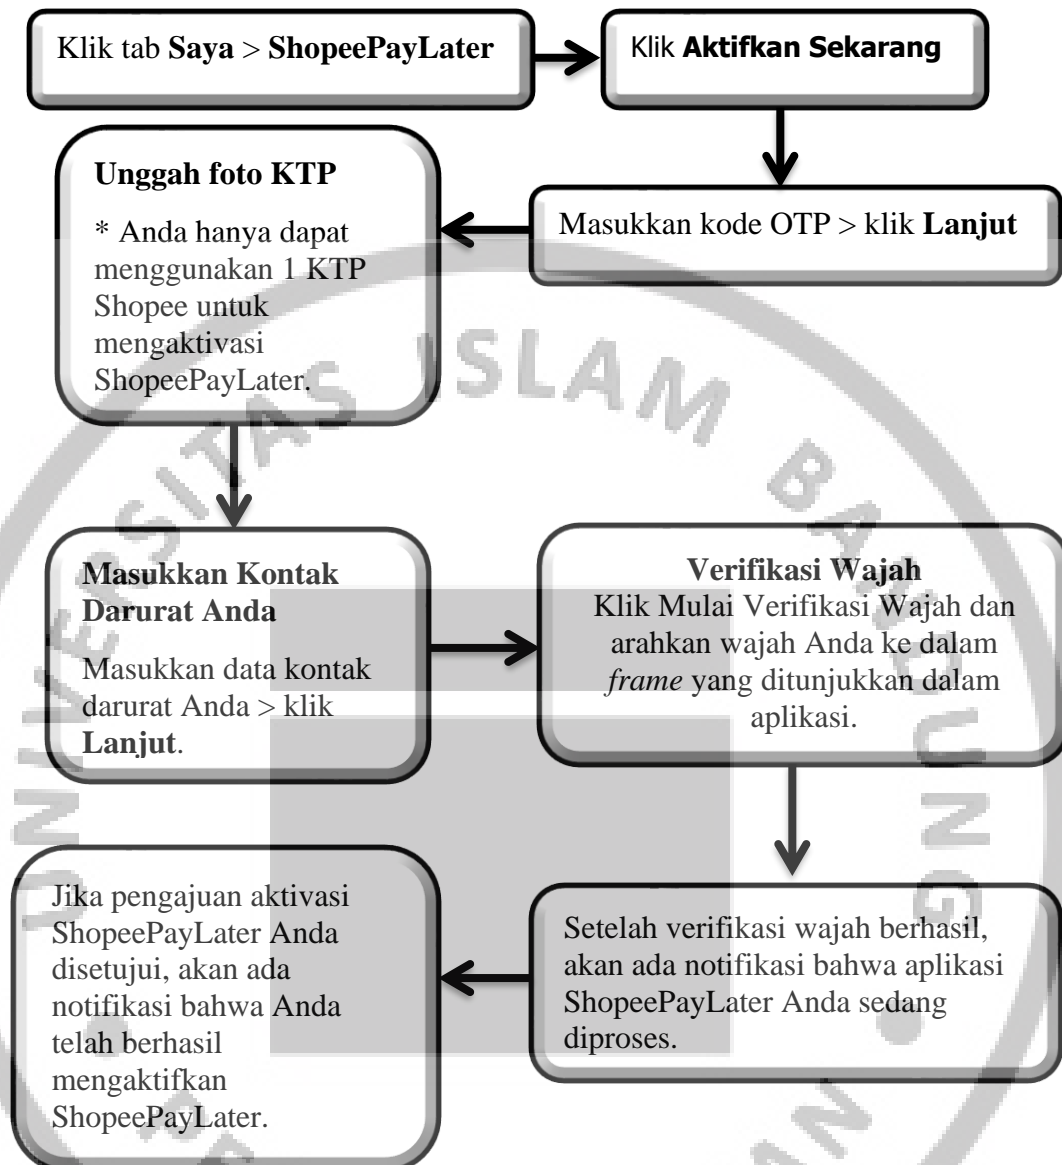 Klik tab Saya > ShopeePayLater
Klik Aktifkan Sekarang
Masukkan kode OTP > klik Lanjut
Unggah foto KTP
* Anda hanya dapat
menggunakan 1 KTP
Shopee untuk
mengaktivasi
ShopeePayLater.
Masukkan Kontak
Darurat Anda
Masukkan data kontak
darurat Anda > klik
Lanjut.
Verifikasi Wajah
Klik Mulai Verifikasi Wajah dan
arahkan wajah Anda ke dalam
frame yang ditunjukkan dalam
aplikasi.
Setelah verifikasi wajah berhasil,
akan ada notifikasi bahwa aplikasi
ShopeePayLater Anda sedang
diproses.
Jika pengajuan aktivasi
ShopeePayLater Anda
disetujui, akan ada
notifikasi bahwa Anda
telah berhasil
mengaktifkan
ShopeePayLater.
UNIVERSITAS ISLAM BANDUNG